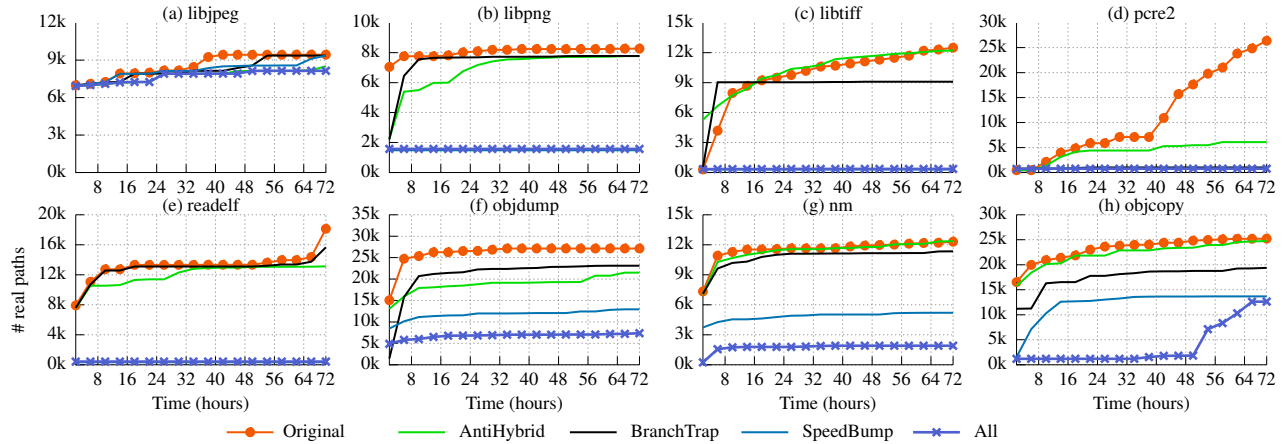 (a) libjpeg
(b) libpng
(c) libtiff
(d) pcre2
12k
9k
6k
3k
0k
8 16 24 32 40 48 56 64 72
10k
8k
6k
4k
2k
0k
8 16 24 32 40 48 56 64 72
15k
12k
9k
6k
3k
0k
8 16 24 32 40 48 56 64 72
30k
25k
20k
15k
10k
5k
0k
8 16 24 32 40 48 56 64 72
(e) readelf
(f) objdump
(g) nm
(h) objcopy
# real paths
20k
16k
12k
8k
4k
0k
8 16 24 32 40 48 56 64 72
35k
30k
25k
20k
15k
10k
5k
0k
8 16 24 32 40 48 56 64 72
15k
12k
9k
6k
3k
0k
8 16 24 32 40 48 56 64 72
30k
25k
20k
15k
10k
5k
0k
8 16 24 32 40 48 56 64 72
Time (hours)
Time (hours)
Time (hours)
Time (hours)
Original
AntiHybrid
BranchTrap
SpeedBump
All